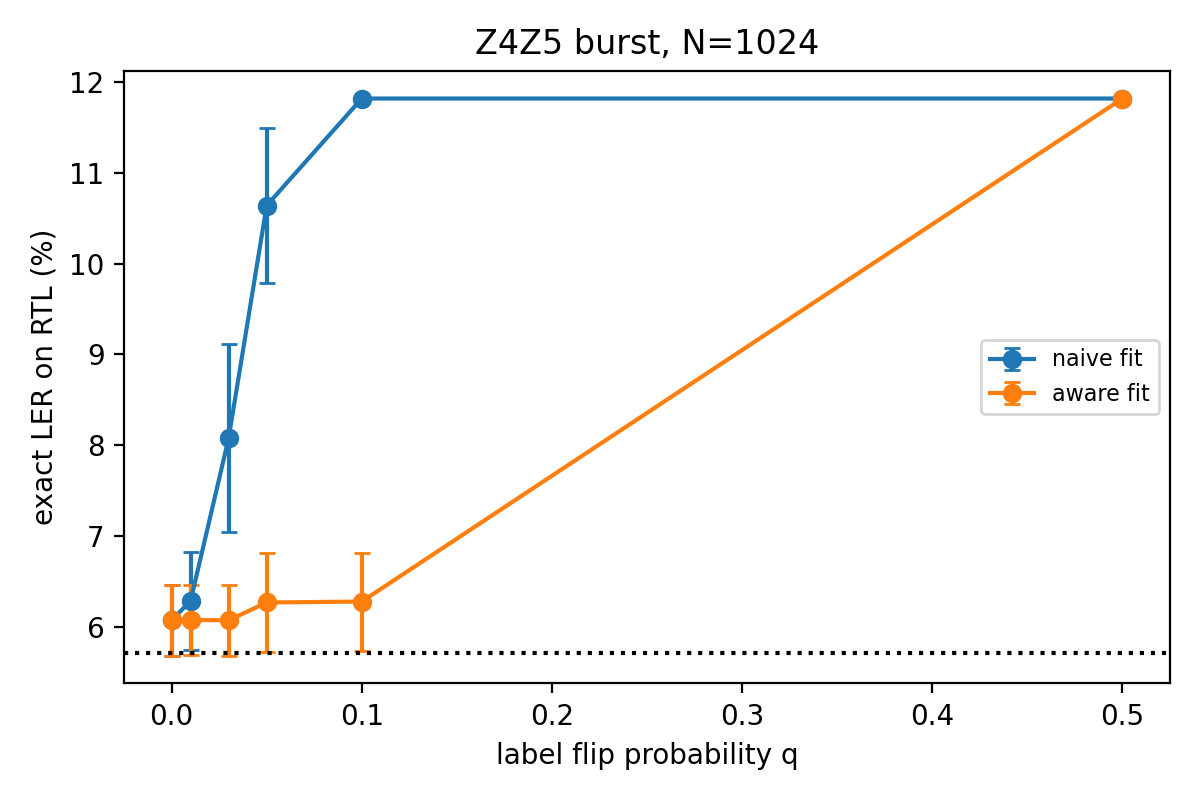 Z4Z5 burst, N=1024
exact LER on RTL (%)
12
11
10
9
8
7
6
naive fit
aware fit
0.0 0.1 0.2 0.3 0.4 0.5
label flip probability q